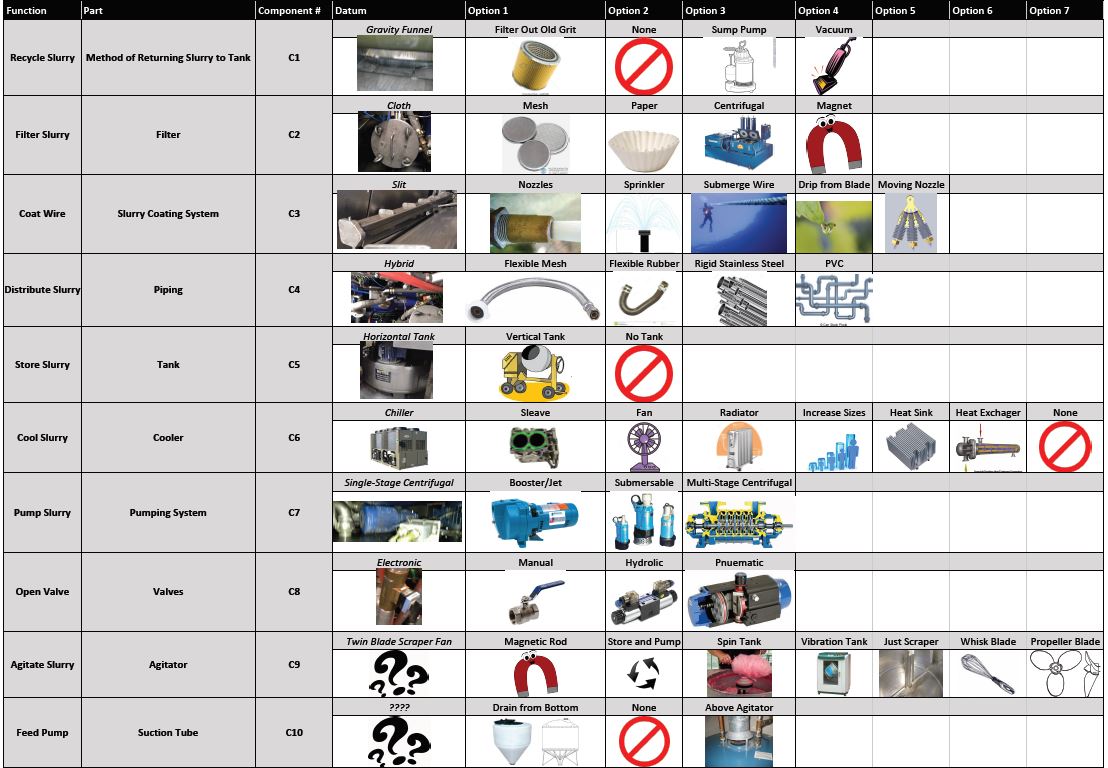 Function Part Component # Datum Option 1 Option 2 Option 3 Option 4 Option 5 Option 6 Option 7
Gravity Funnel Filter Out Old Grit None Sump Pump Vacuum
Recycle Slurry Method of Returning Slurry to Tank C1
Cloth Mesh Paper Centrifugal Magnet
Filter Slurry Filter C2
Slit Nozzles Sprinkler Submerge Wire Drip from Blade Moving Nozzle
Coat Wire Slurry Coating System C3
Hybrid Flexible Mesh Flexible Rubber Rigid Stainless Steel PVC
Distribute Slurry Piping C4
Horizontal Tank Vertical Tank No Tank
Store Slurry Tank C5
Chiller Sleave Fan Radiator Increase Sizes Heat Sink Heat Exchager None
Cool Slurry Cooler C6
Single-Stage Centrifugal Booster/Jet Submersable Multi-Stage Centrifugal
Pump Slurry Pumping System C7
Electronic Manual Hydrolic Pnuematic
Open Valve Valves C8
Twin Blade Scraper Fan Magnetic Rod Store and Pump Spin Tank Vibration Tank Just Scraper Whisk Blade Propeller Blade
Agitate Slurry Agitator C9
???? Drain from Bottom None Above Agitator
Feed Pump Suction Tube C10